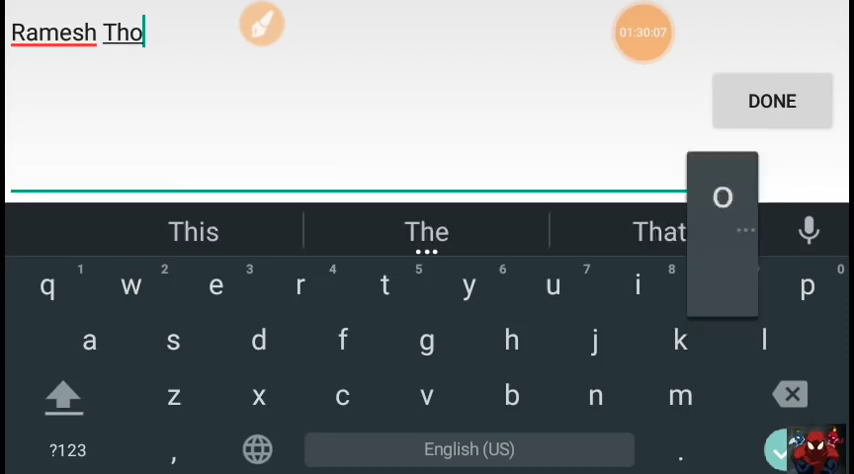 Ramesh Tho
01:30:07
DONE
O
This The That
q 1 w 2 e 3 r 4 t 5 y 6 u 7 i 8 p 0
a s d f g h j k l
z x c v b n m
?123 , English (US) .